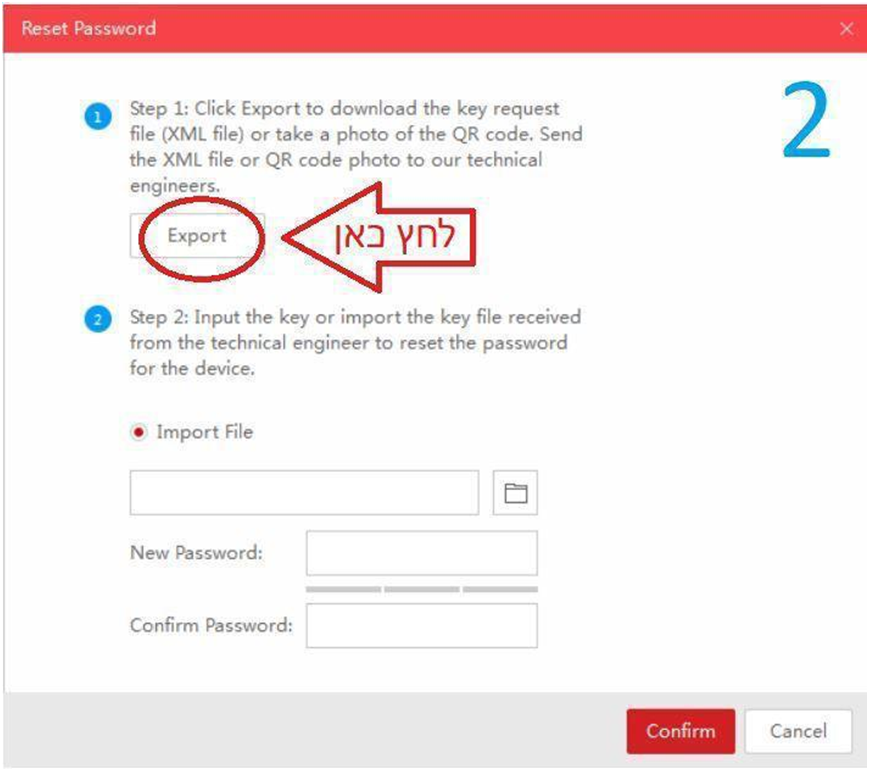 Reset Password
2
1
Step 1: Click Export to download the key request
file (XML file) or take a photo of the QR code. Send
the XML file or QR code photo to our technical
engineers.
Export
לחץ כאן
2
Step 2: Input the key or import the key file received
from the technical engineer to reset the password
for the device.
Import File
New Password:
Confirm Password:
Confirm
Cancel